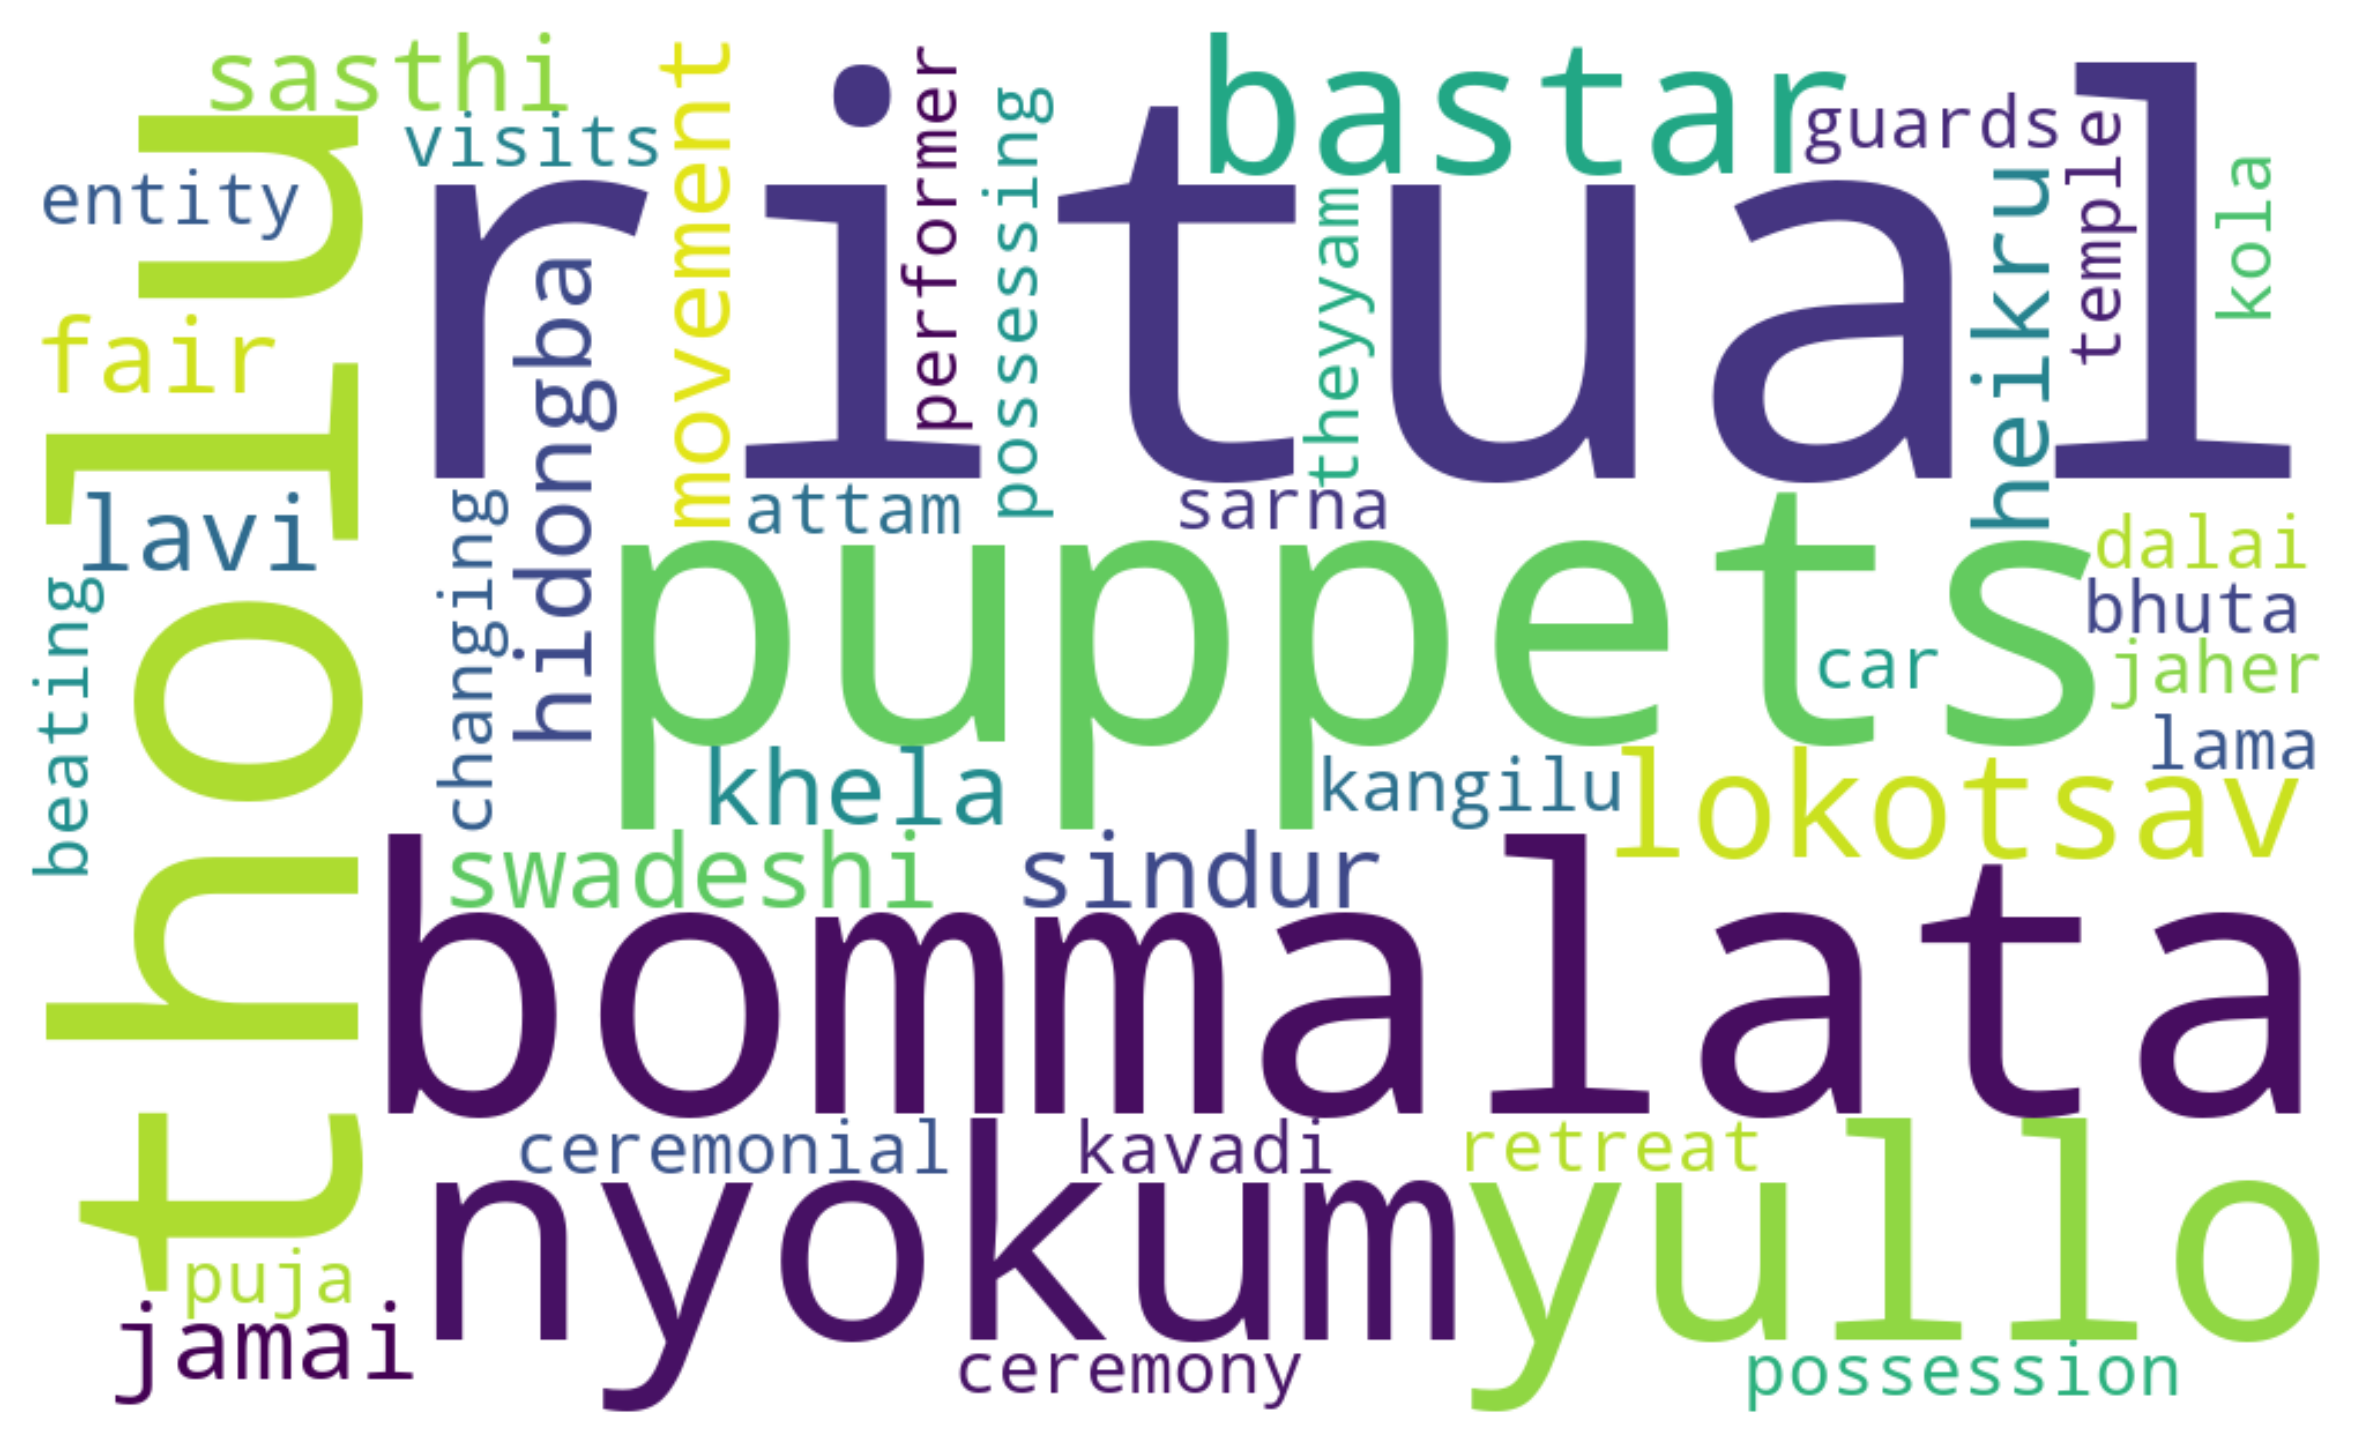 sasthi
visits
entity
fair
tholu
lavi
beating
movement
performer
possessing
bastar
guards
temple
kola
ritual
theyyam
heikru
hidongba
changing
attam
sarna
puppets
dalai
bhuta
car
jaher
lama
khela
kangilu
lokotsav
swadeshi
sindur
bommalata
ceremonial
kavadi
retreat
nyokum
yullo
puja
jamai
ceremony
possession